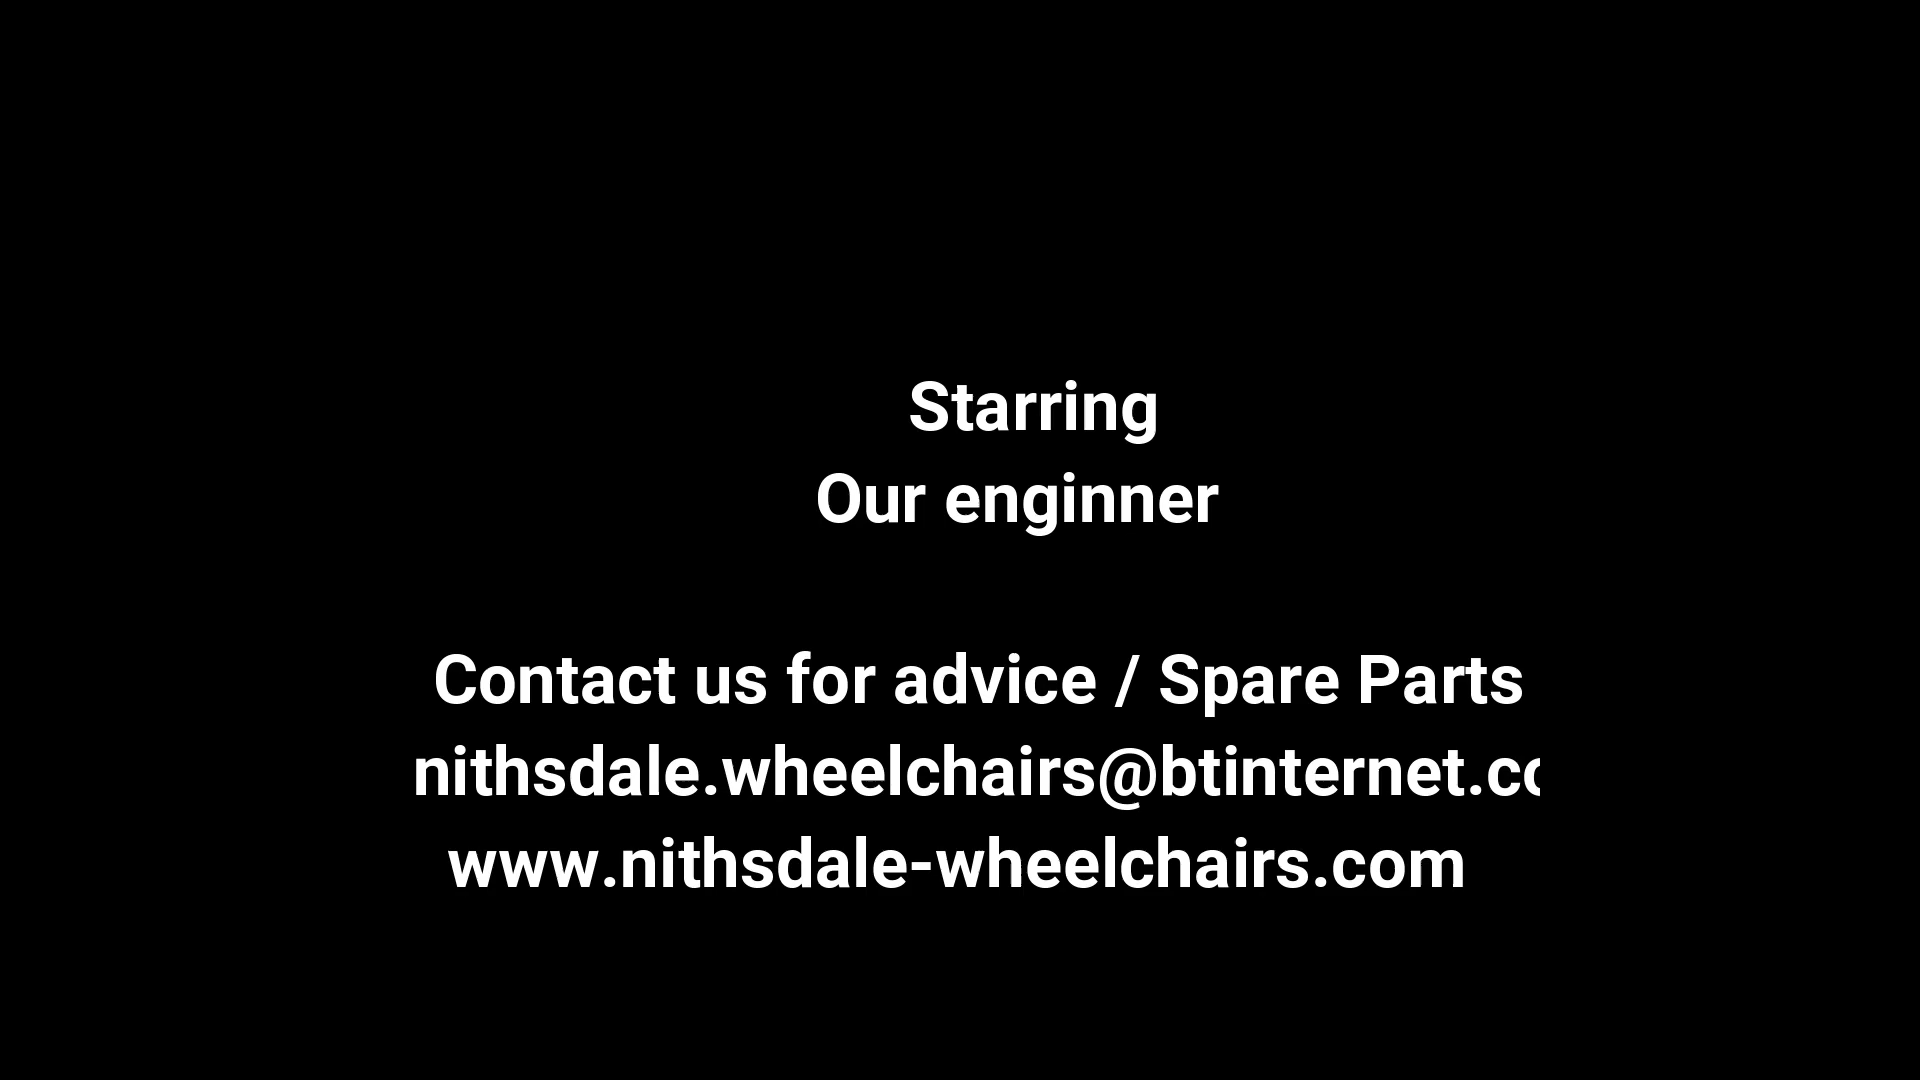 Starring
Our enginner
Contact us for advice / Spare Parts
nithsdale.wheelchairs@btinternet.co
www.nithsdale-wheelchairs.com